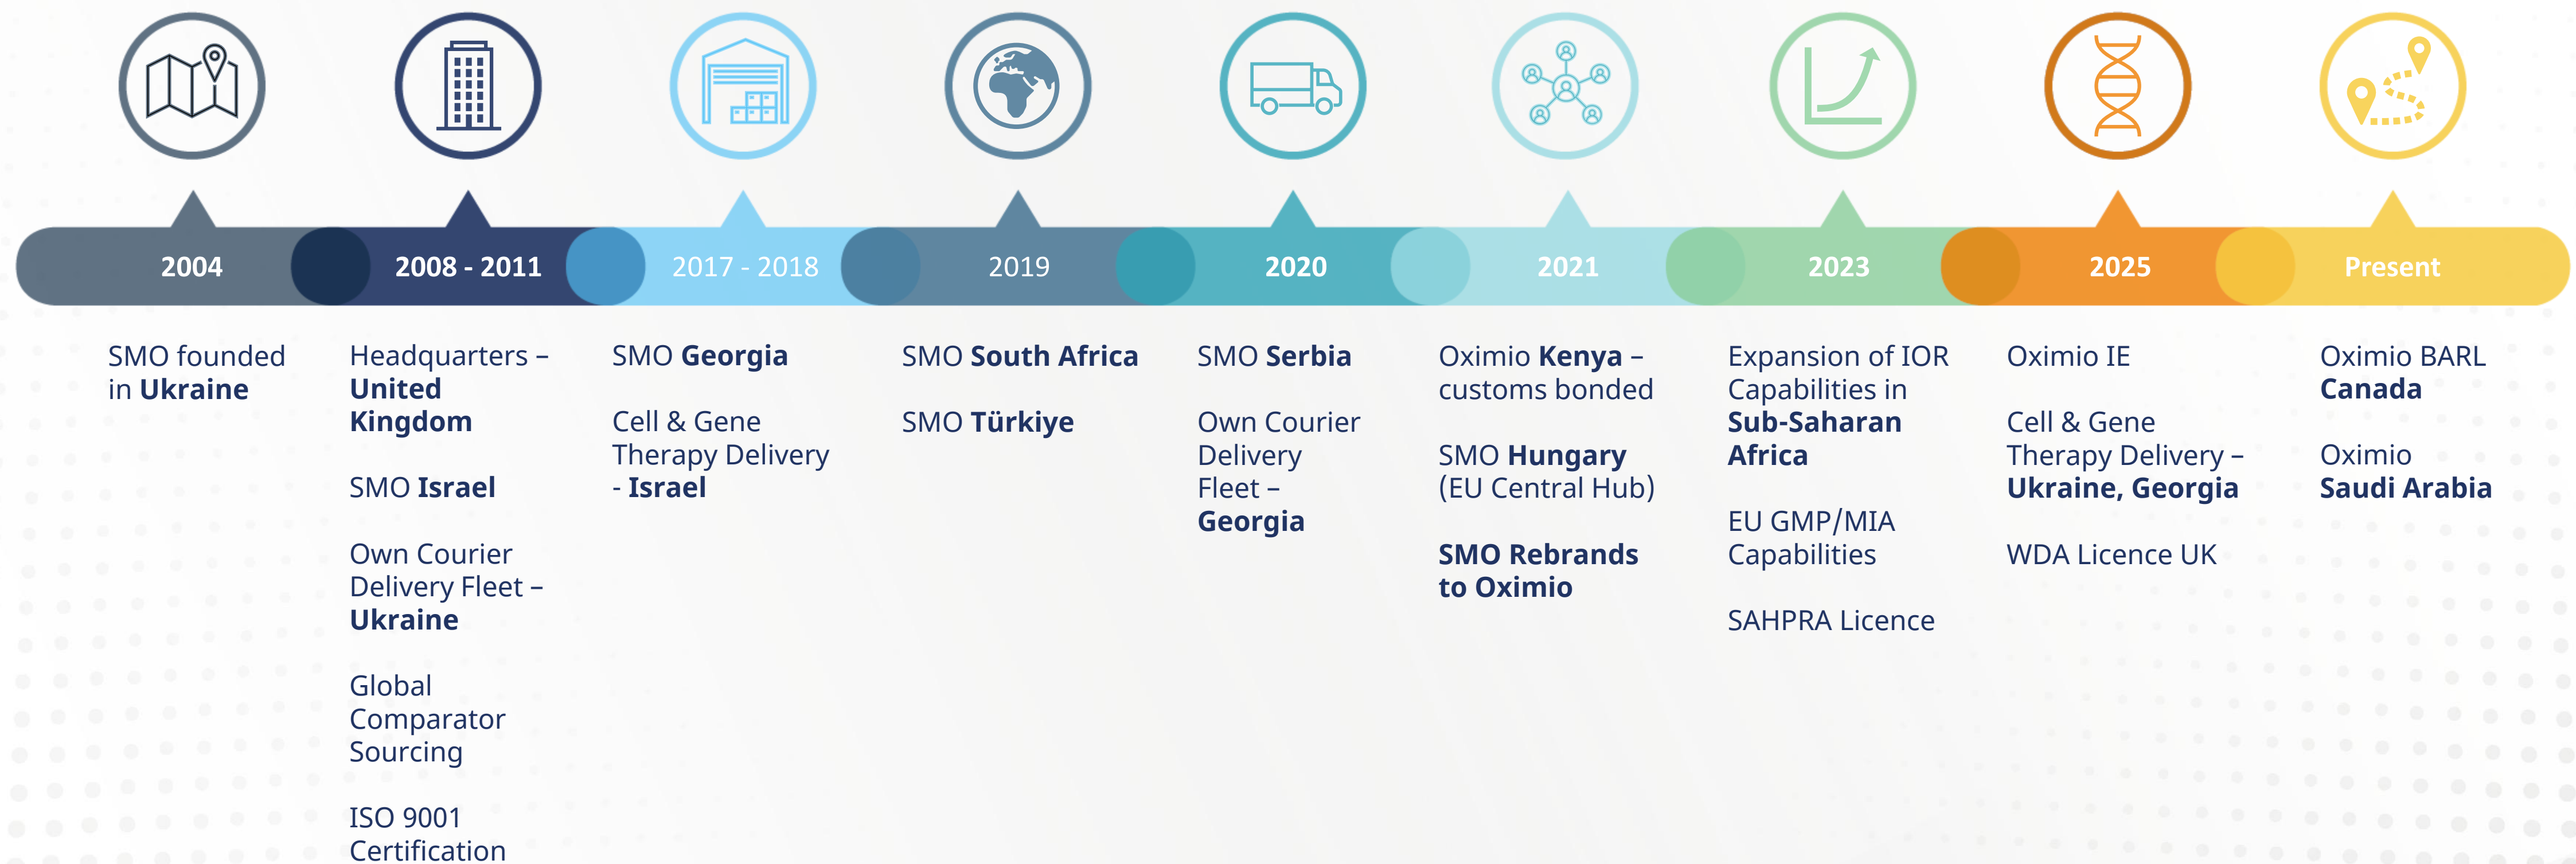 2004
2008 - 2011
2017 - 2018
2019
2020
2021
2023
2025
Present
SMO founded
in Ukraine
Headquarters –
United
Kingdom
SMO Israel
Own Courier
Delivery Fleet –
Ukraine
Global
Comparator
Sourcing
ISO 9001
Certification
SMO Georgia
Cell & Gene
Therapy Delivery
- Israel
SMO South Africa
SMO Türkiye
SMO Serbia
Own Courier
Delivery
Fleet –
Georgia
Oximio Kenya –
customs bonded
SMO Hungary
(EU Central Hub)
SMO Rebrands
to Oximio
Expansion of IOR
Capabilities in
Sub-Saharan
Africa
EU GMP/MIA
Capabilities
SAHPRA Licence
Oximio IE
Cell & Gene
Therapy Delivery –
Ukraine, Georgia
WDA Licence UK
Oximio BARL
Canada
Oximio
Saudi Arabia